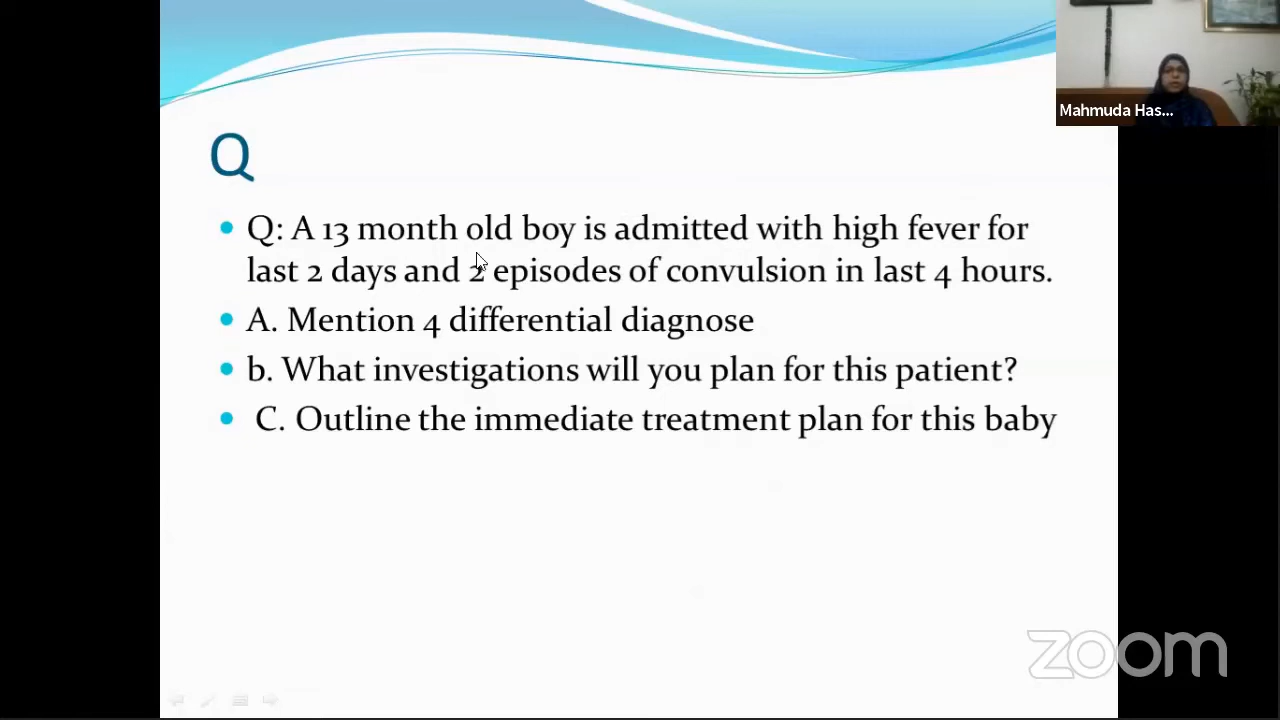 Mahmuda Has...
Q
Q: A 13 month old boy is admitted with high fever for
last 2 days and 2 episodes of convulsion in last 4 hours.
A. Mention 4 differential diagnose
b. What investigations will you plan for this patient?
C. Outline the immediate treatment plan for this baby
zoom